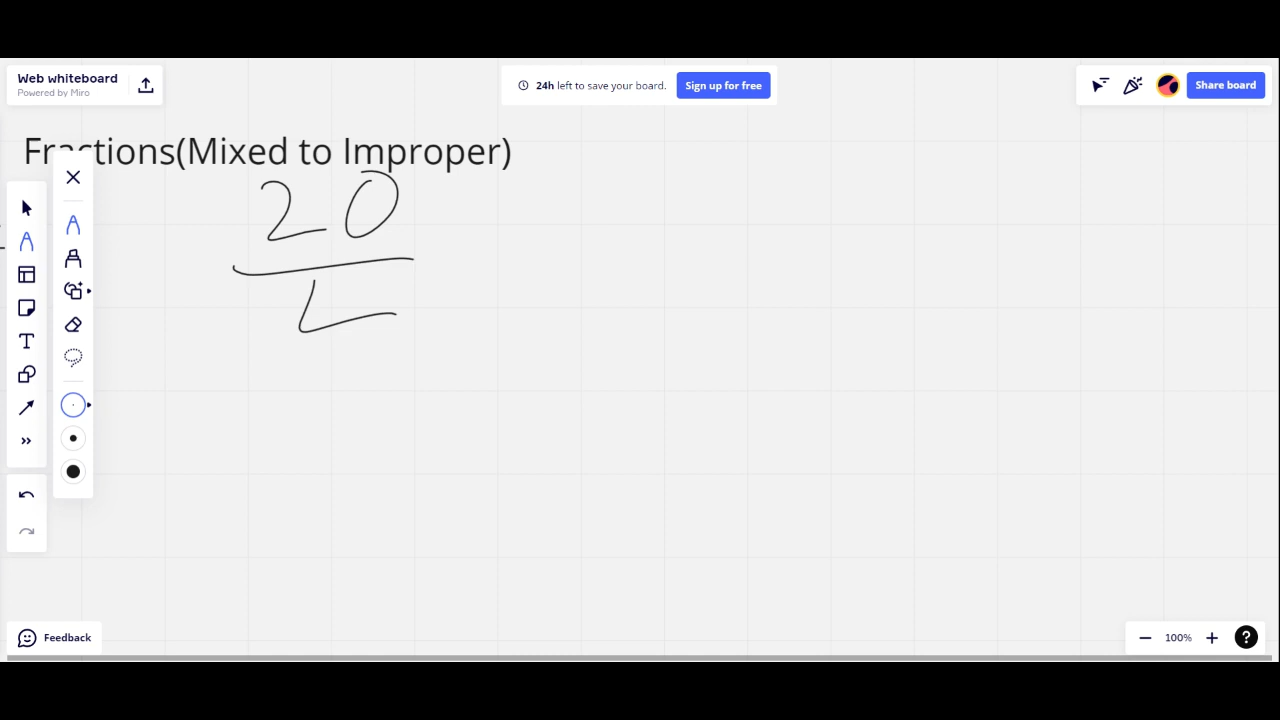 Web whiteboard
Powered by Miro
24h left to save your board.
Sign up for free
Share board
Fractions(Mixed to Improper)
20
Feedback
100%